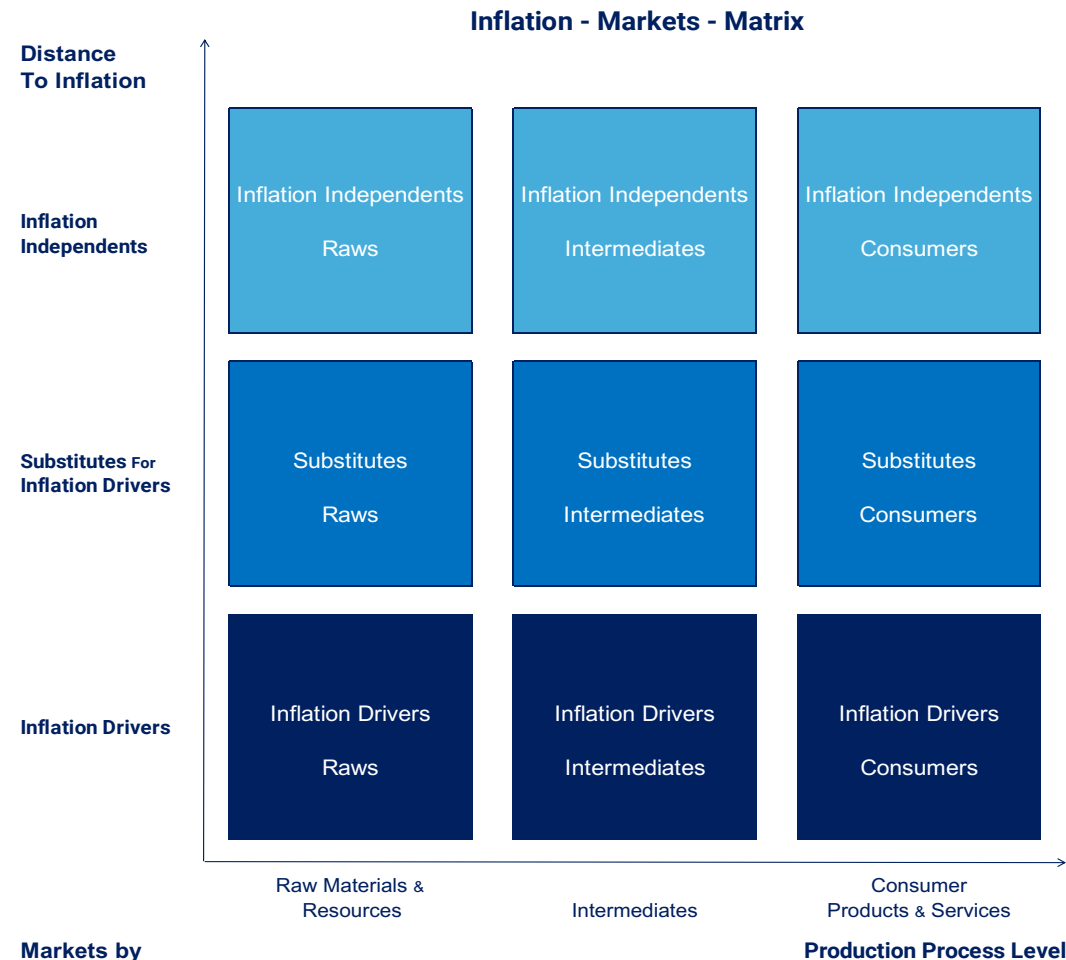 Inflation - Markets - Matrix
Distance
To Inflation
Inflation
Independents
Inflation Independents
Raws
Inflation Independents
Intermediates
Inflation Independents
Consumers
Substitutes For
Inflation Drivers
Substitutes
Raws
Substitutes
Intermediates
Substitutes
Consumers
Inflation Drivers
Inflation Drivers
Raws
Inflation Drivers
Intermediates
Inflation Drivers
Consumers
Raw Materials &
Resources
Intermediates
Consumer
Products & Services
Markets by
Production Process Level